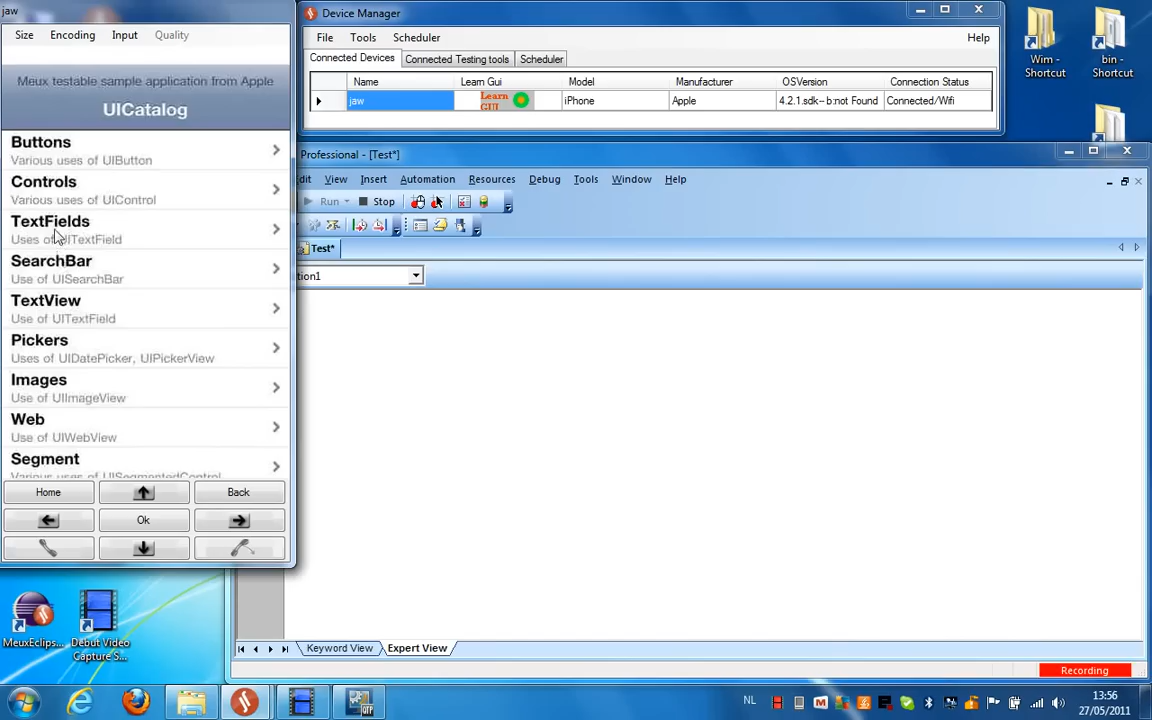 jaw
Size Encoding Input Quality
Meux testable sample application from Apple
UICatalog
Buttons
Various uses of UIButton
Controls
Various uses of UIControl
TextFields
Uses of UITextField
SearchBar
Use of UISearchBar
TextView
Use of UITextField
Pickers
Uses of UIDatePicker, UIPickerView
Images
Use of UIImageView
Web
Use of UIWebView
Segment
Various uses of UISegmentedControl
Home Back
Ok
Device Manager
File Tools Scheduler Help
Connected Devices Connected Testing tools Scheduler
Name Learn Gui Model Manufacturer OSVersion Connection Status
jaw Learn GUI iPhone Apple 4.2.1.sdk--b:not Found Connected/Wifi
Professional - [Test*]
dit View Insert Automation Resources Debug Tools Window Help
Run Stop
Test*
tion1
Keyword View Expert View
Recording
Wim - Shortcut
bin - Shortcut
MeuxEclips...
Debut Video Capture S...
QTP
NL
13:56
27/05/2011